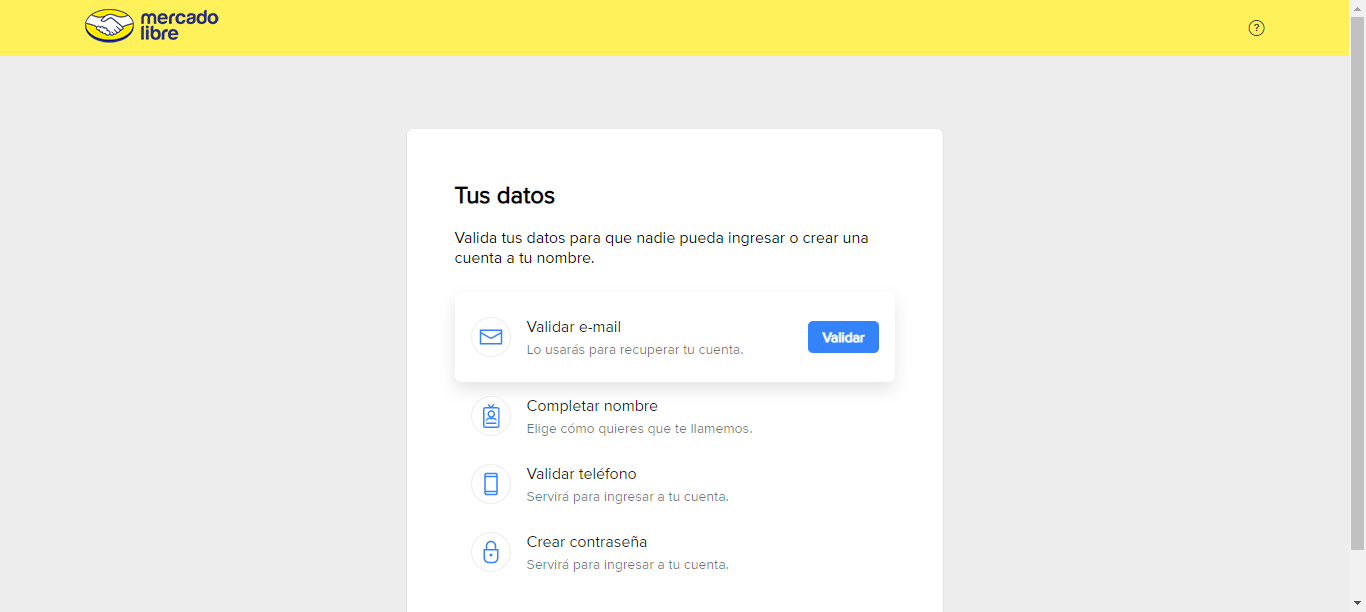 mercado
libre
?
Tus datos
Valida tus datos para que nadie pueda ingresar o crear una
cuenta a tu nombre.
Validar e-mail
Lo usarás para recuperar tu cuenta.
Validar
Completar nombre
Elige cómo quieres que te llamemos.
Validar teléfono
Servirá para ingresar a tu cuenta.
Crear contraseña
Servirá para ingresar a tu cuenta.